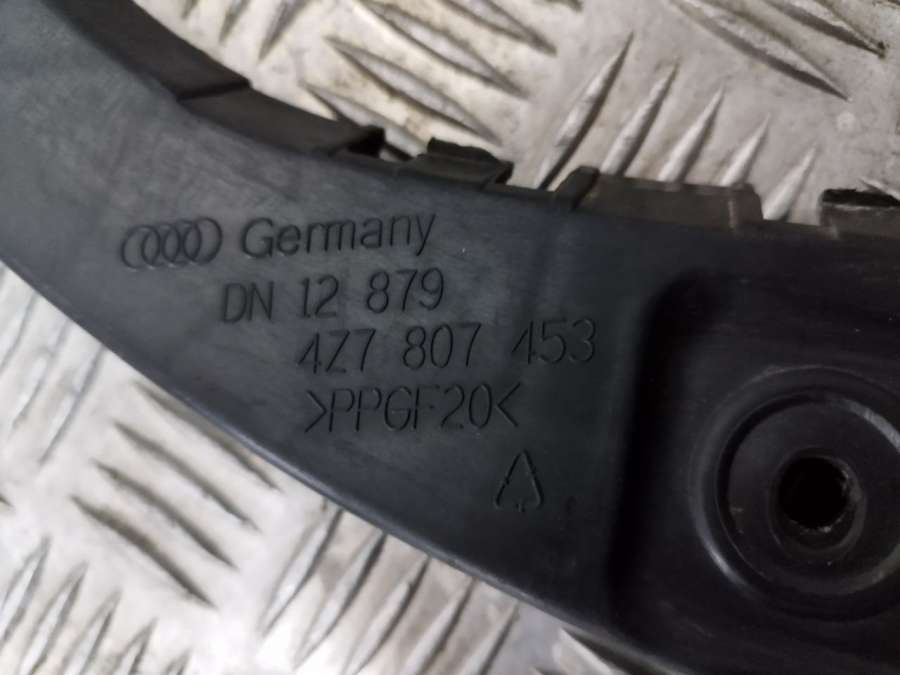 Germany
DN 12 879
4Z7 807 453
>PPGF20<